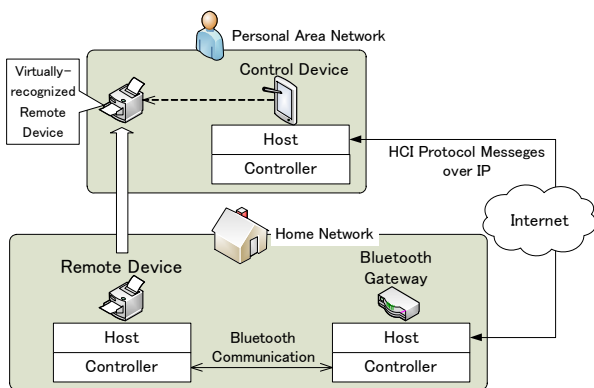 Personal Area Network
Virtually-
recognized
Remote
Device
Control Device
Host
Controller
HCI Protocol Messeges
over IP
Internet
Home Network
Remote Device
Bluetooth
Gateway
Host
Controller
Bluetooth
Communication
Host
Controller